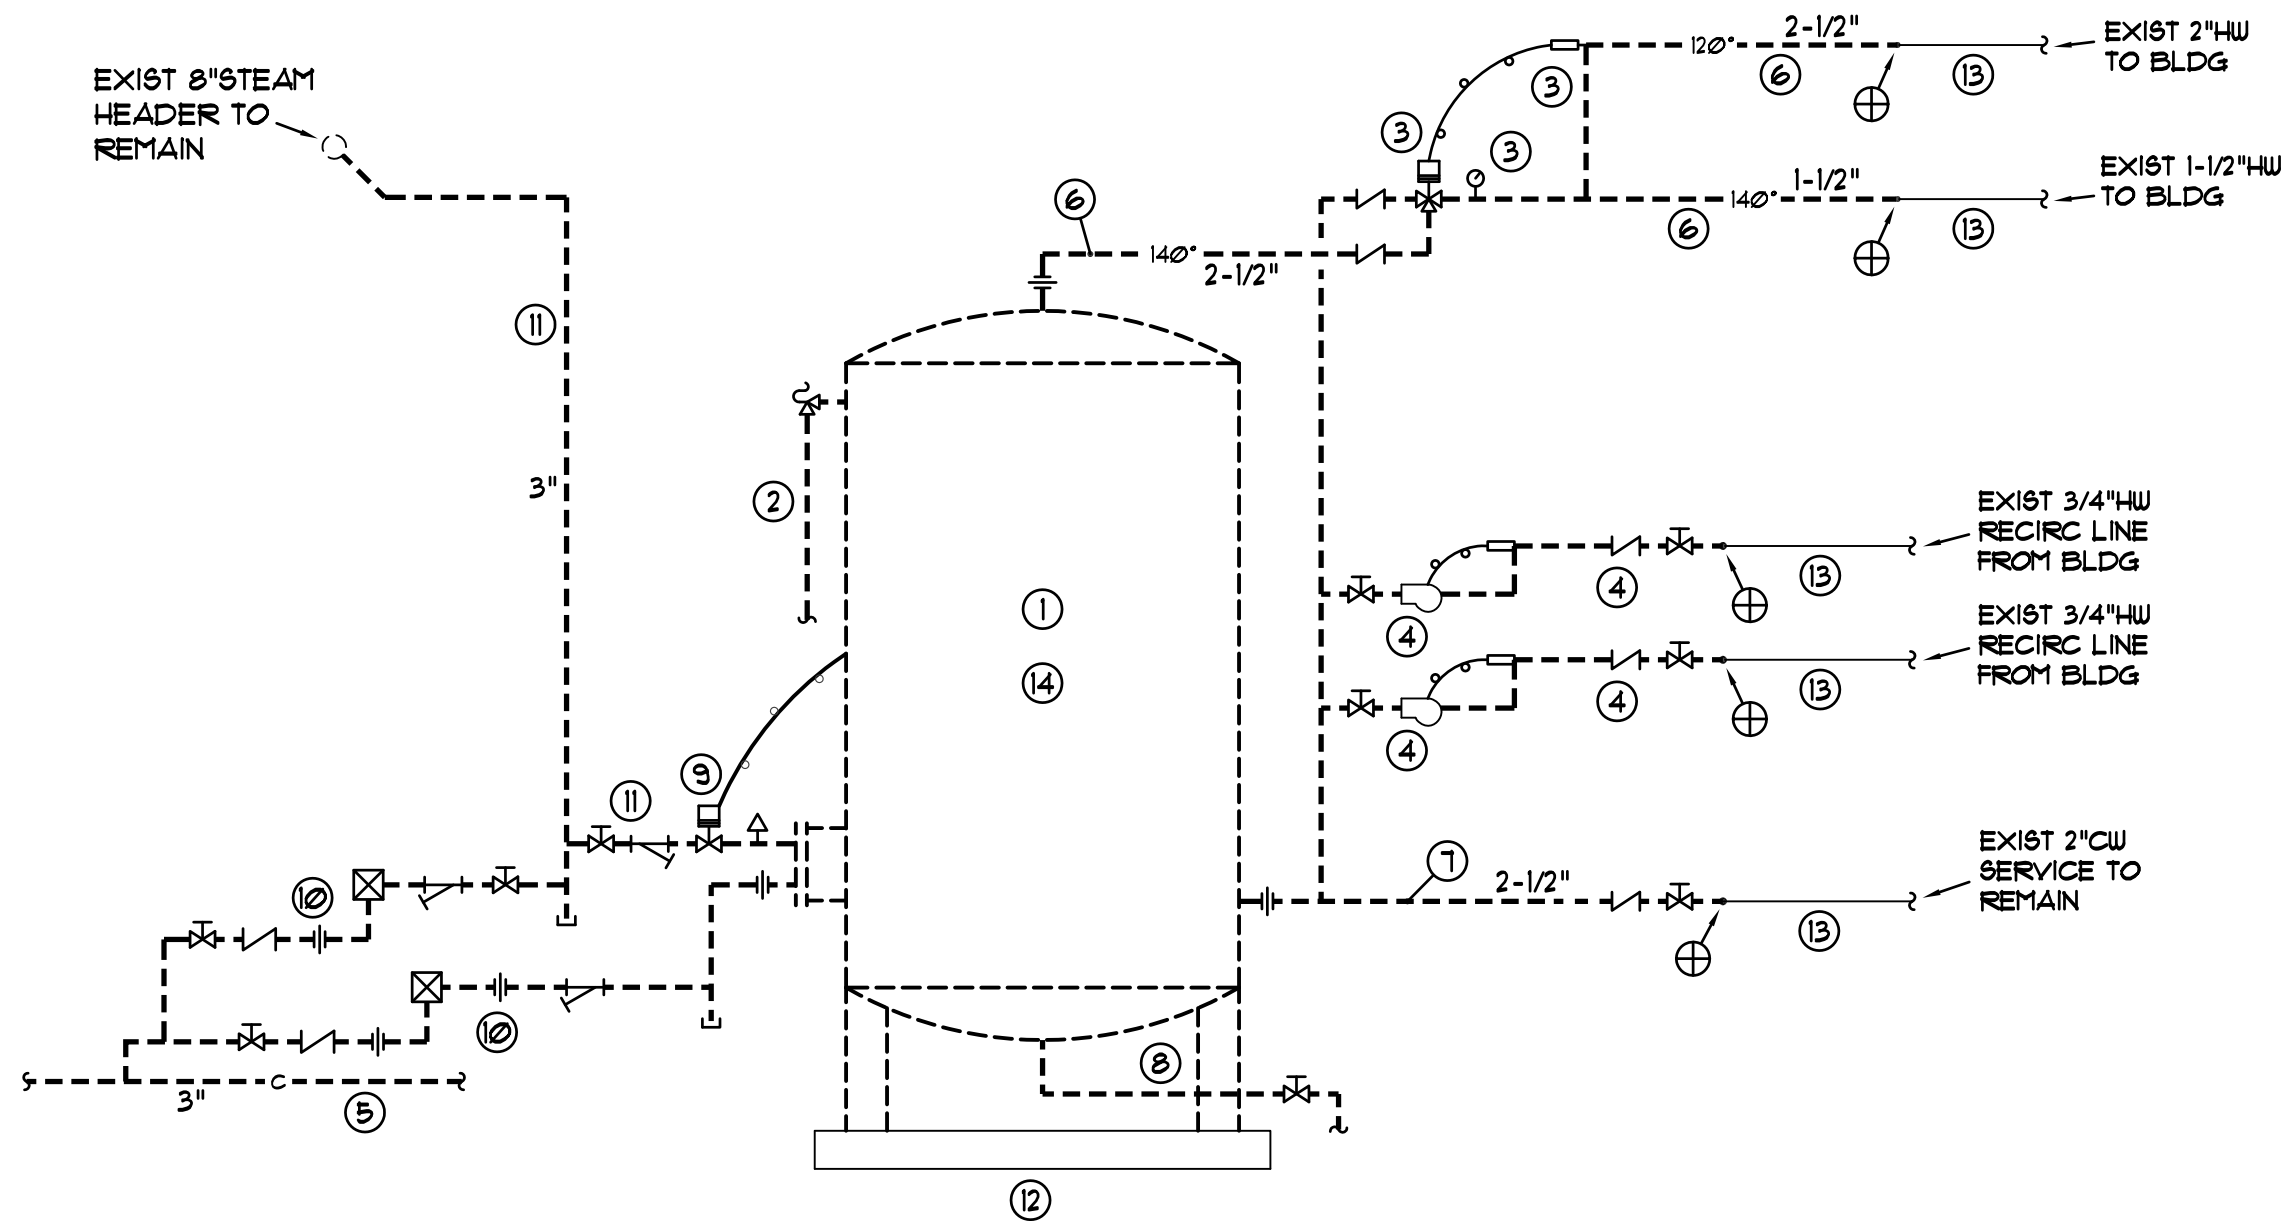 EXIST 8"STEAM
HEADER TO
REMAIN
2-1/2"
120°
EXIST 2"HW
TO BLDG
6
13
3
3
3
1-1/2"
140°
EXIST 1-1/2"HW
TO BLDG
6
13
6
140°
2-1/2"
11
3"
2
EXIST 3/4"HW
RECIRC LINE
FROM BLDG
4
13
4
EXIST 3/4"HW
RECIRC LINE
FROM BLDG
4
13
4
1
14
9
11
10
7
2-1/2"
EXIST 2"CW
SERVICE TO
REMAIN
13
10
8
C
3"
5
12